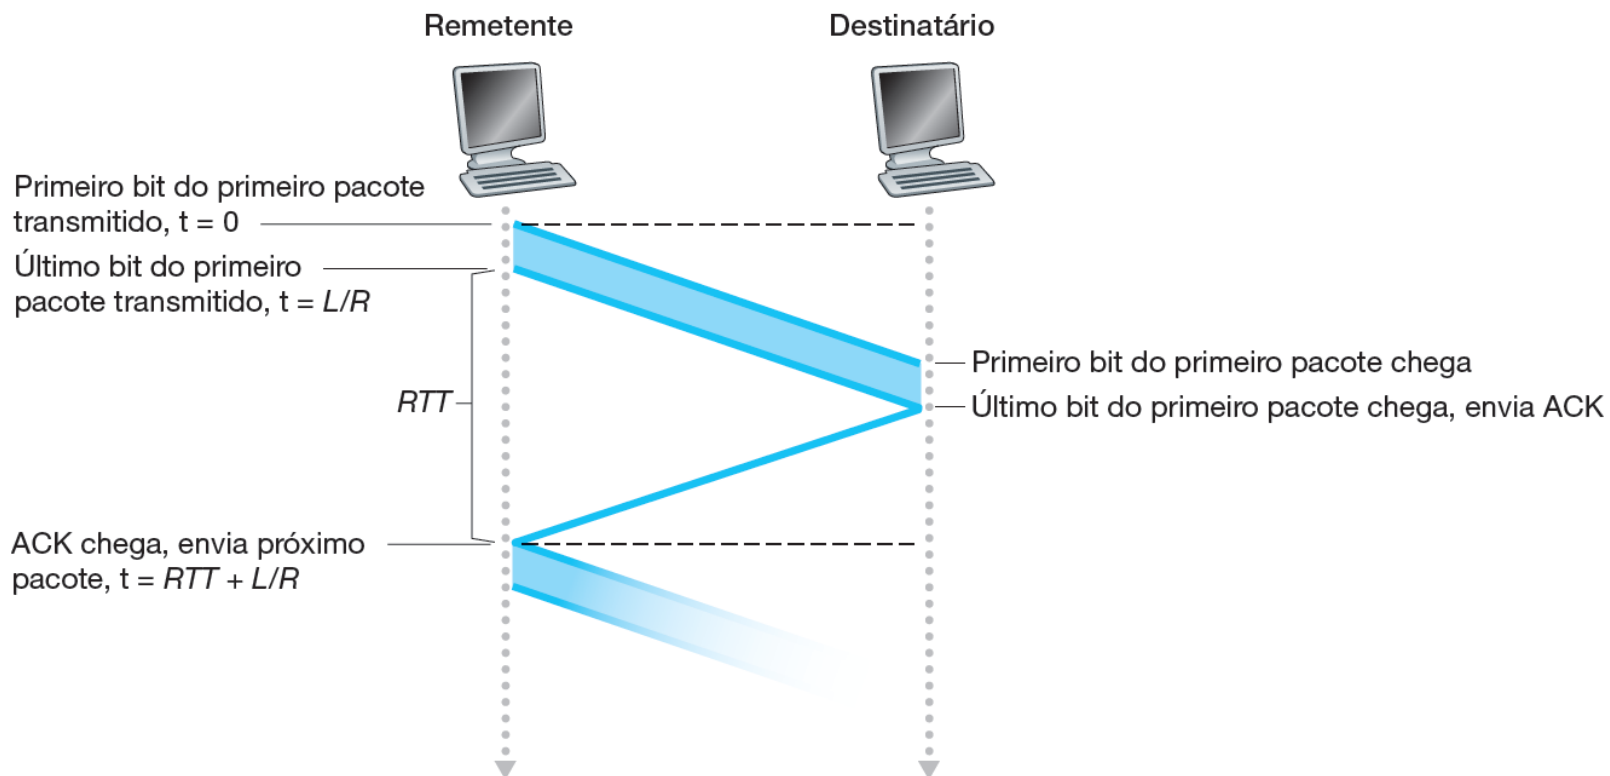 Remetente
Destinatário
Primeiro bit do primeiro pacote
transmitido, t = 0
Último bit do primeiro
pacote transmitido, t = L/R
Primeiro bit do primeiro pacote chega
RTT
Último bit do primeiro pacote chega, envia ACK
ACK chega, envia próximo
pacote, t = RTT + L/R